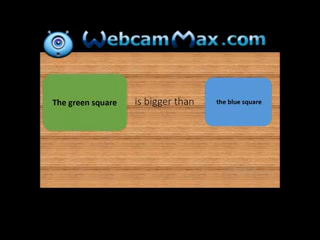 WebcamMax.com
The green square
is bigger than
the blue square